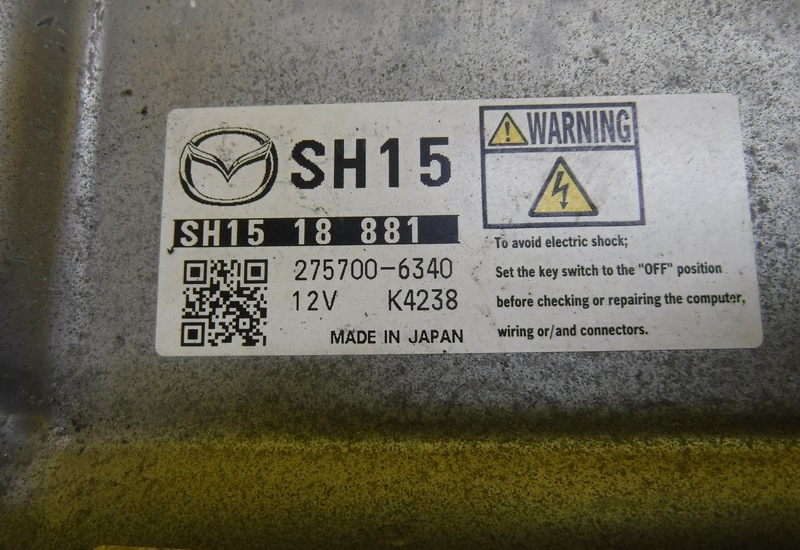 SH15
SH15 18 881
275700-6340
12V K4238
MADE IN JAPAN
WARNING
To avoid electric shock;
Set the key switch to the "OFF" position
before checking or repairing the computer,
wiring or/and connectors.